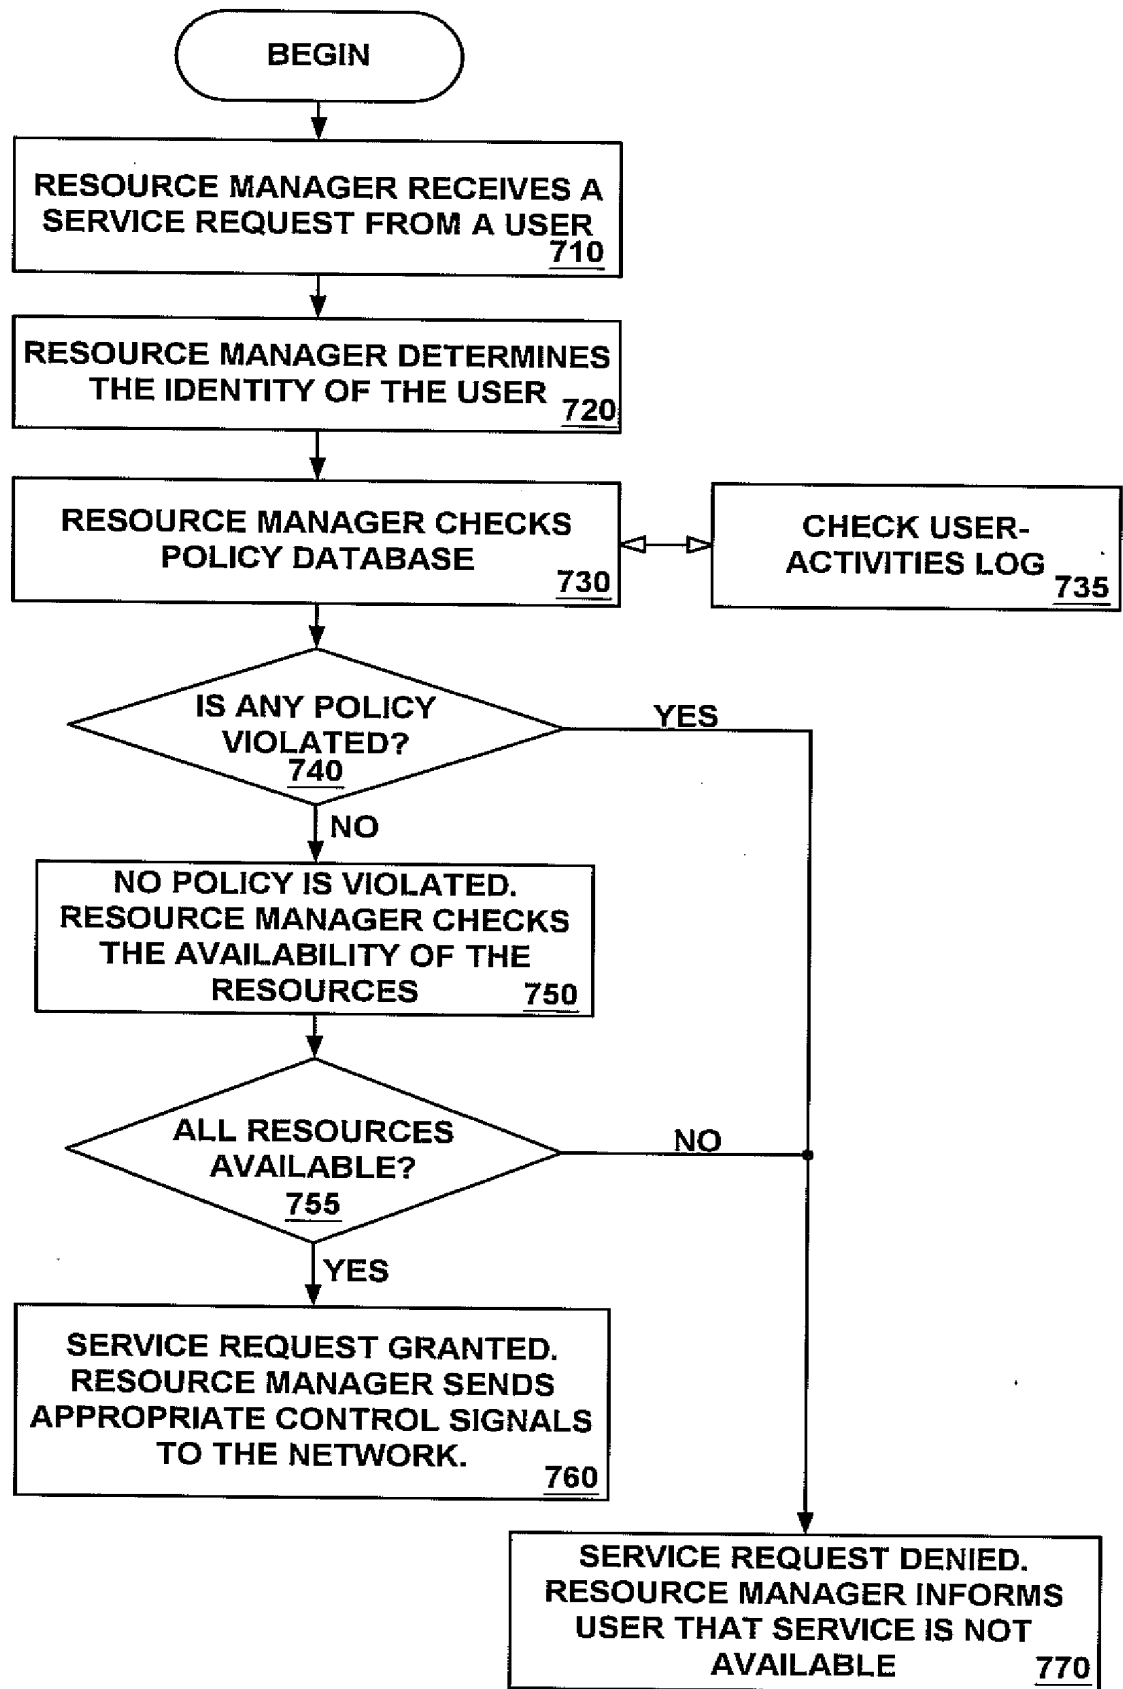 BEGIN
RESOURCE MANAGER RECEIVES A
SERVICE REQUEST FROM A USER
710
RESOURCE MANAGER DETERMINES
THE IDENTITY OF THE USER
720
RESOURCE MANAGER CHECKS
POLICY DATABASE
730
CHECK USER-
ACTIVITIES LOG
735
IS ANY POLICY
VIOLATED?
740
YES
NO
NO POLICY IS VIOLATED.
RESOURCE MANAGER CHECKS
THE AVAILABILITY OF THE
RESOURCES
750
ALL RESOURCES
AVAILABLE?
755
NO
YES
SERVICE REQUEST GRANTED.
RESOURCE MANAGER SENDS
APPROPRIATE CONTROL SIGNALS
TO THE NETWORK.
760
SERVICE REQUEST DENIED.
RESOURCE MANAGER INFORMS
USER THAT SERVICE IS NOT
AVAILABLE
770